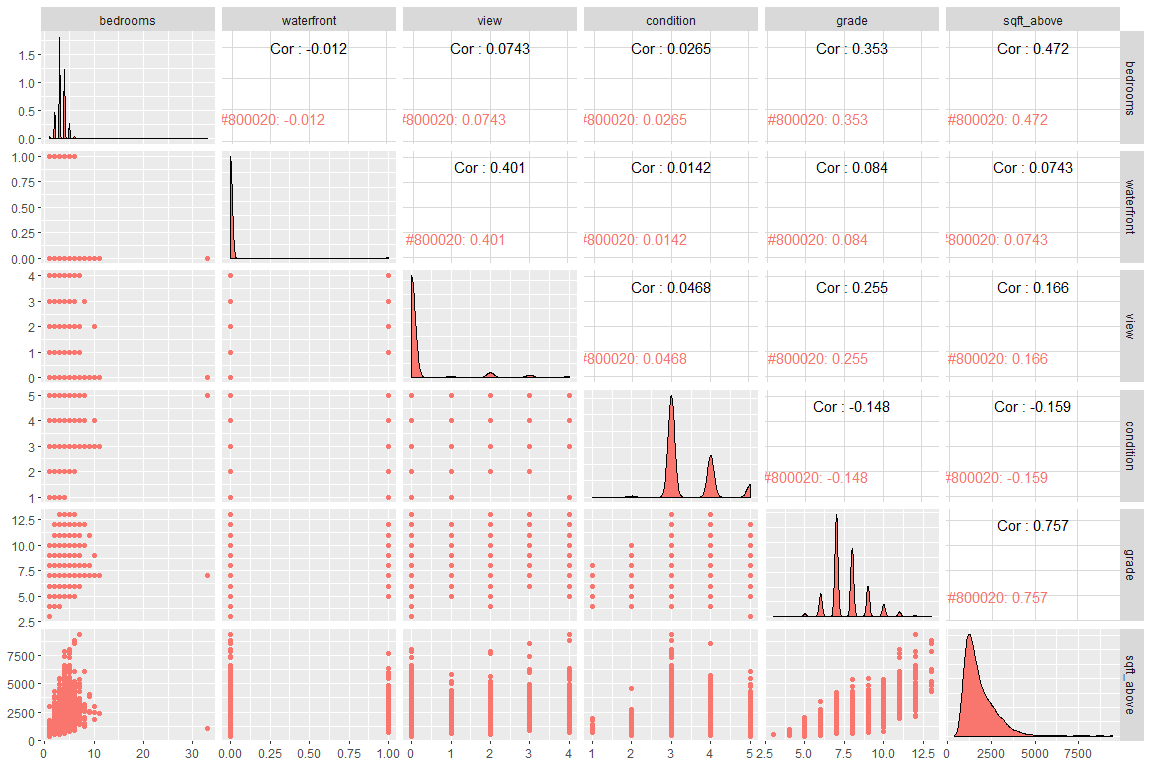 bedrooms waterfront view condition grade sqft_above
Cor : -0.012 Cor : 0.0743 Cor : 0.0265 Cor : 0.353 Cor : 0.472
#800020: -0.012 #800020: 0.0743 #800020: 0.0265 #800020: 0.353 #800020: 0.472
1.5
1.0
0.5
0.0
bedrooms
Cor : 0.401 Cor : 0.0142 Cor : 0.084 Cor : 0.0743
#800020: 0.401 #800020: 0.0142 #800020: 0.084 #800020: 0.0743
1.00
0.75
0.50
0.25
0.00
waterfront
Cor : 0.0468 Cor : 0.255 Cor : 0.166
#800020: 0.0468 #800020: 0.255 #800020: 0.166
4
3
2
1
0
view
Cor : -0.148 Cor : -0.159
#800020: -0.148 #800020: -0.159
5
4
3
2
1
condition
Cor : 0.757
#800020: 0.757
12.5
10.0
7.5
5.0
2.5
grade
7500
5000
2500
0
sqft_above
0 10 20 30 0.00 0.25 0.50 0.75 1.00 0 1 2 3 4 1 2 3 4 5 2.5 5.0 7.5 10.0 12.5 0 2500 5000 7500